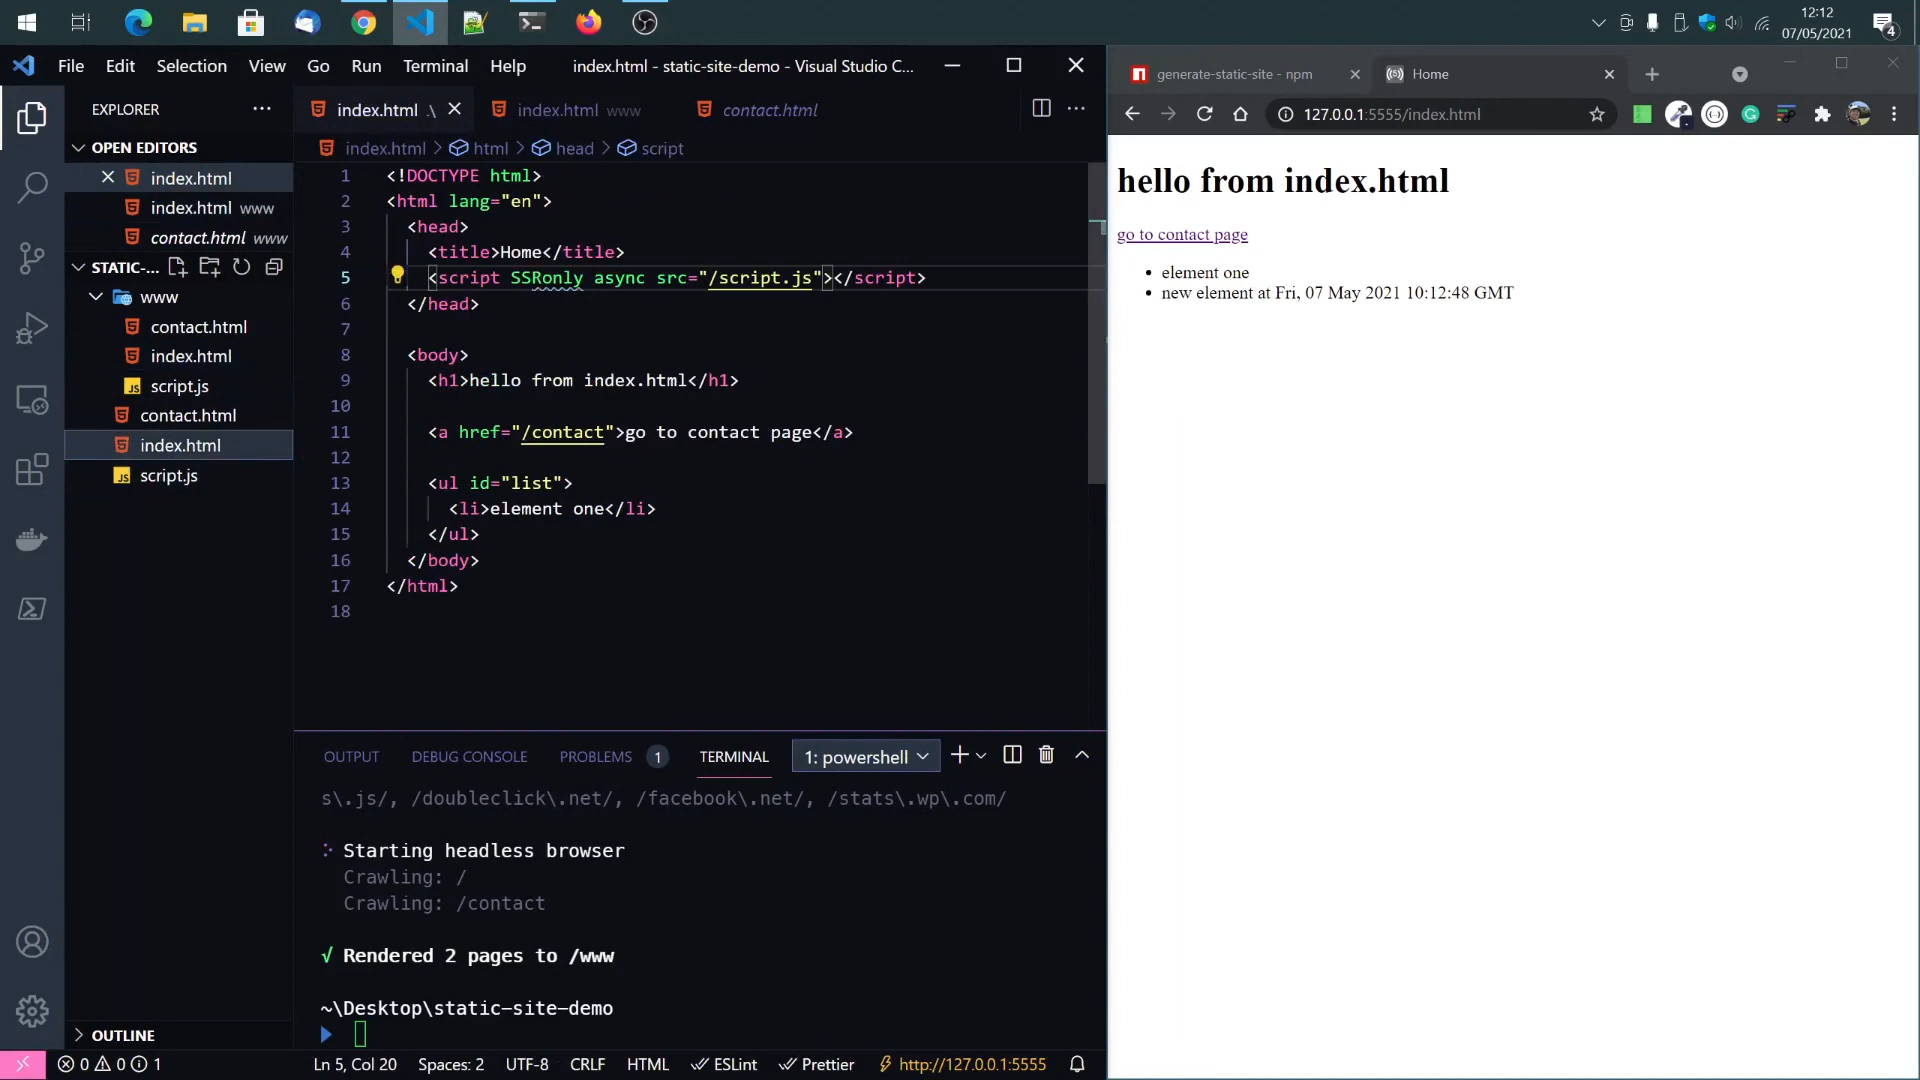 12:12
07/05/2021
4
File Edit Selection View Go Run Terminal Help
index.html - static-site-demo - Visual Studio C...
generate-static-site - npm
Home
127.0.0.1:5555/index.html
EXPLORER
index.html .\
index.html www
contact.html
OPEN EDITORS
index.html
index.html www
contact.html www
STATIC-...
www
contact.html
index.html
script.js
contact.html
index.html
script.js
OUTLINE
index.html > html > head > script
1 <!DOCTYPE html>
2 <html lang="en">
3 <head>
4 <title>Home</title>
5 <script SSRonly async src="/script.js"></script>
6 </head>
7
8 <body>
9 <h1>hello from index.html</h1>
10
11 <a href="/contact">go to contact page</a>
12
13 <ul id="list">
14 <li>element one</li>
15 </ul>
16 </body>
17 </html>
18
OUTPUT DEBUG CONSOLE PROBLEMS 1 TERMINAL 1: powershell
s\.js/, /doubleclick\.net/, /facebook\.net/, /stats\.wp\.com/
Starting headless browser
Crawling: /
Crawling: /contact
√ Rendered 2 pages to /www
~\Desktop\static-site-demo
0 0 1
Ln 5, Col 20 Spaces: 2 UTF-8 CRLF HTML ESLint Prettier http://127.0.0.1:5555
hello from index.html
go to contact page
• element one
• new element at Fri, 07 May 2021 10:12:48 GMT